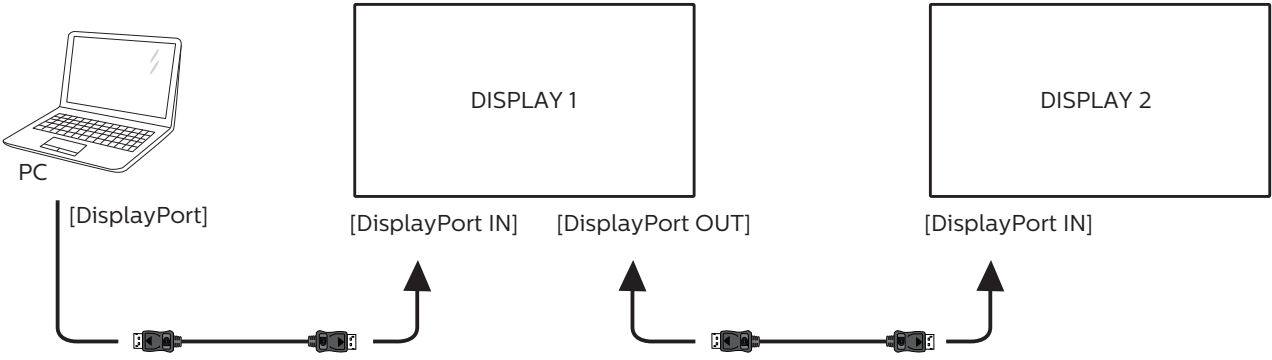 DISPLAY 1
DISPLAY 2
PC
[DisplayPort]
[DisplayPort IN]
[DisplayPort OUT]
[DisplayPort IN]